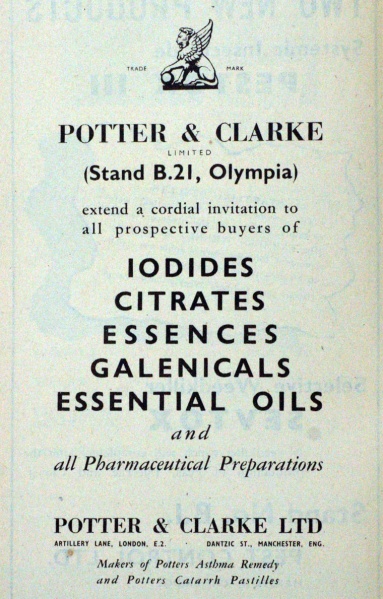 TRADE MARK
POTTER & CLARKE
LIMITED
(Stand B.21, Olympia)
extend a cordial invitation to
all prospective buyers of
IODIDES
CITRATES
ESSENCES
GALENICALS
ESSENTIAL OILS
and
all Pharmaceutical Preparations
POTTER & CLARKE LTD
ARTILLERY LANE, LONDON, E.2. · DANTZIC ST., MANCHESTER, ENG.
Makers of Potters Asthma Remedy
and Potters Catarrh Pastilles